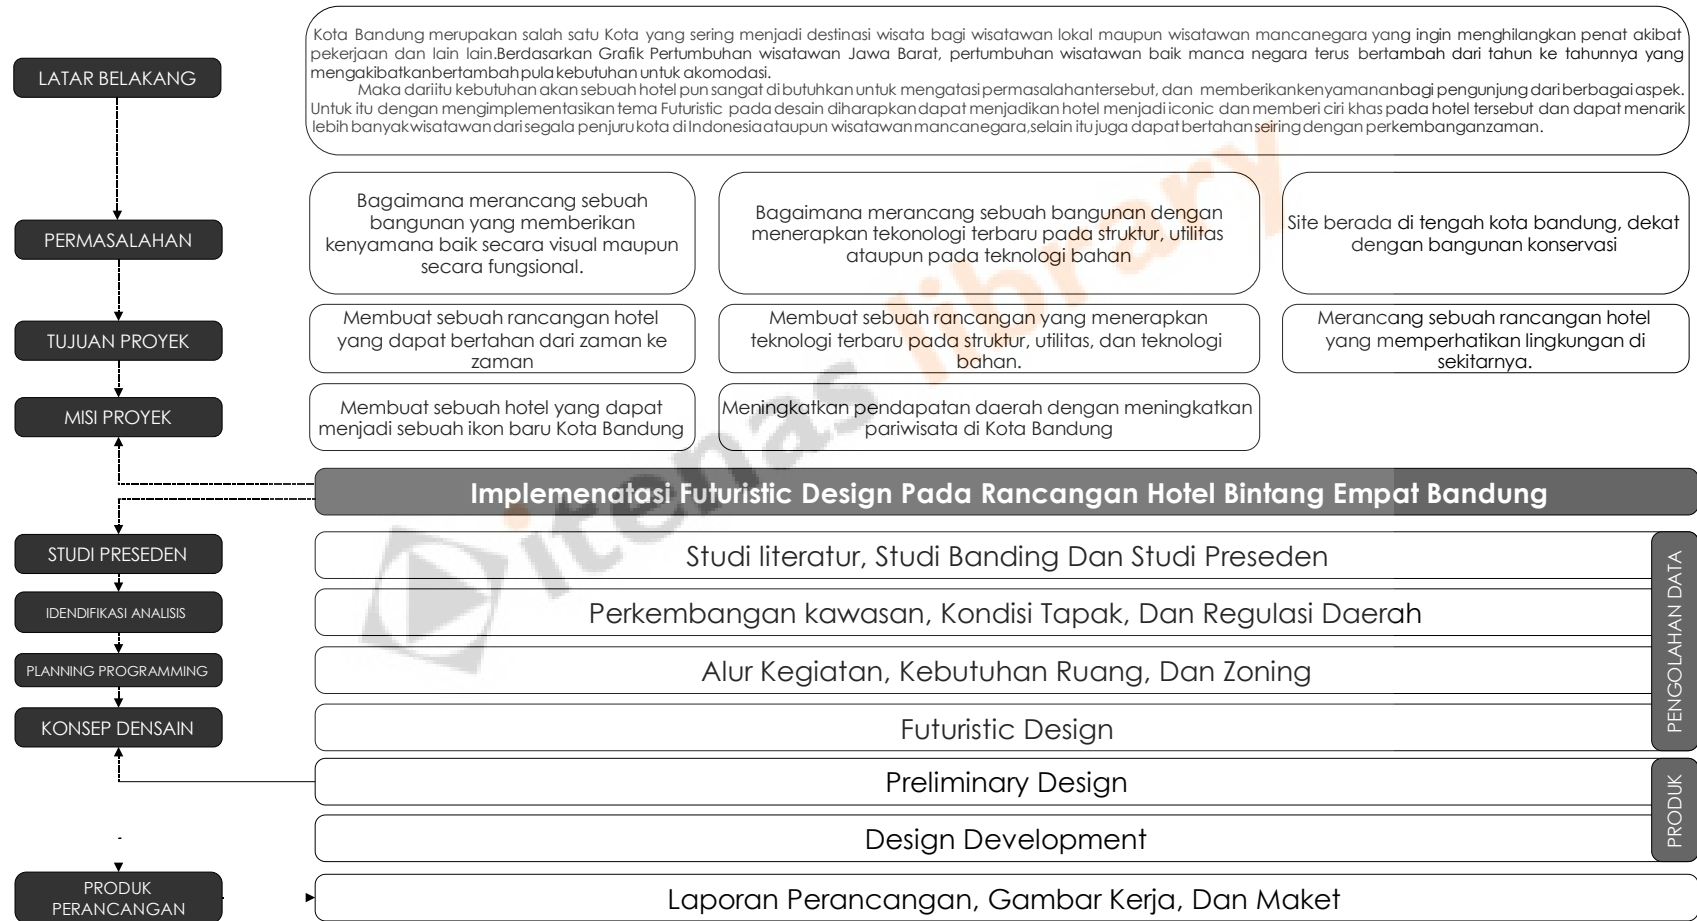 LATAR BELAKANG
Kota Bandung merupakan salah satu Kota yang sering menjadi destinasi wisata bagi wisatawan lokal maupun wisatawan mancanegara yang ingin menghilangkan penat akibat
pekerjaan dan lain lain.Berdasarkan Grafik Pertumbuhan wisatawan Jawa Barat, pertumbuhan wisatawan baik manca negara terus bertambah dari tahun ke tahunnya yang
mengakibatkanbertambah pula kebutuhan untuk akomodasi.
Maka dariitu kebutuhan akan sebuah hotel pun sangat di butuhkan untuk mengatasi permasalahantersebut, dan memberikankenyamananbagi pengunjung dari berbagai aspek.
Untuk itu dengan mengimplementasikan tema Futuristic pada desain diharapkan dapat menjadikan hotel menjadi iconic dan memberi ciri khas pada hotel tersebut dan dapat menarik
lebih banyakwisatawan dari segala penjuru kota di Indonesia ataupun wisatawan mancanegara,selain itu juga dapat bertahan seiring dengan perkembanganzaman.
PERMASALAHAN
Bagaimana merancang sebuah
bangunan yang memberikan
kenyamana baik secara visual maupun
secara fungsional.
Bagaimana merancang sebuah bangunan dengan
menerapkan tekonologi terbaru pada struktur, utilitas
ataupun pada teknologi bahan
Site berada di tengah kota bandung, dekat
dengan bangunan konservasi
TUJUAN PROYEK
Membuat sebuah rancangan hotel
yang dapat bertahan dari zaman ke
zaman
Membuat sebuah rancangan yang menerapkan
teknologi terbaru pada struktur, utilitas, dan teknologi
bahan.
Merancang sebuah rancangan hotel
yang memperhatikan lingkungan di
sekitarnya.
MISI PROYEK
Membuat sebuah hotel yang dapat
menjadi sebuah ikon baru Kota Bandung
Meningkatkan pendapatan daerah dengan meningkatkan
pariwisata di Kota Bandung
Implemenatasi Futuristic Design Pada Rancangan Hotel Bintang Empat Bandung
STUDI PRESEDEN
Studi literatur, Studi Banding Dan Studi Preseden
IDENDIFIKASI ANALISIS
Perkembangan kawasan, Kondisi Tapak, Dan Regulasi Daerah
PLANNING PROGRAMMING
Alur Kegiatan, Kebutuhan Ruang, Dan Zoning
KONSEP DENSAIN
Futuristic Design
PENGOLAHAN DATA
Preliminary Design
Design Development
PRODUK
PRODUK
PERANCANGAN
Laporan Perancangan, Gambar Kerja, Dan Maket
itenas library